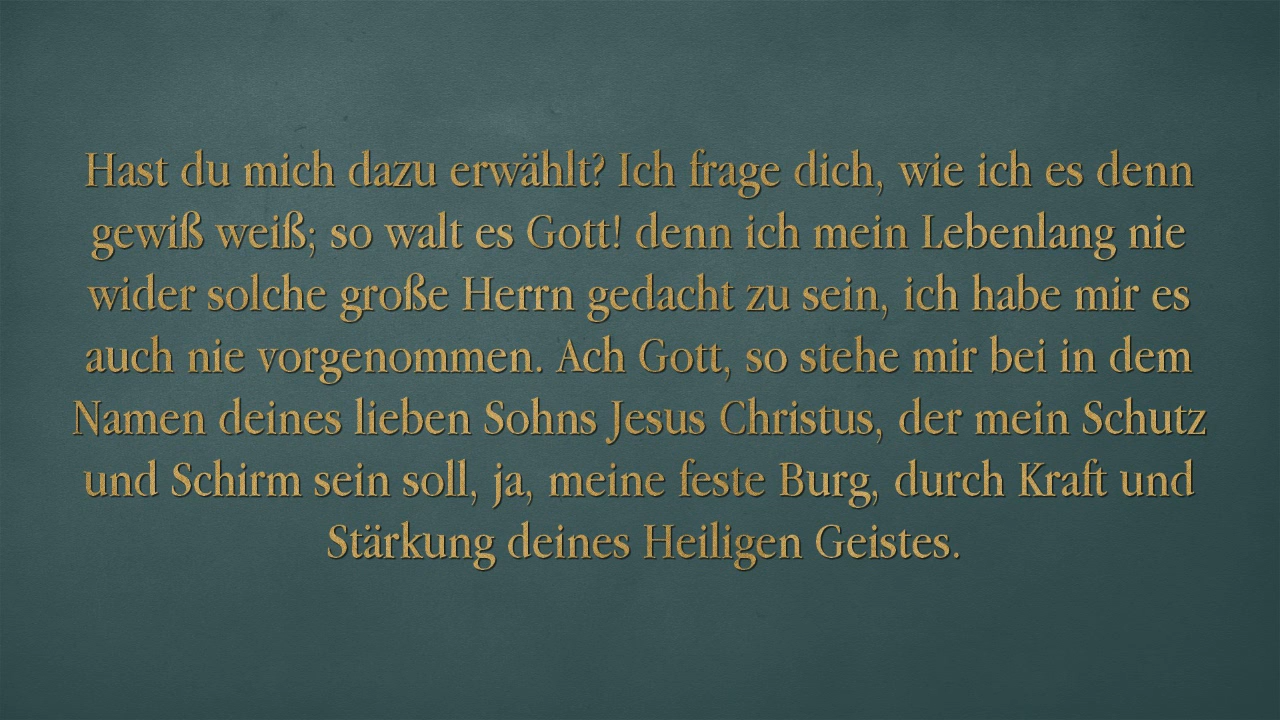 Hast du mich dazu erwählt? Ich frage dich, wie ich es denn
gewiß weiß; so walt es Gott! denn ich mein Lebenlang nie
wider solche große Herrn gedacht zu sein, ich habe mir es
auch nie vorgenommen. Ach Gott, so stehe mir bei in dem
Namen deines lieben Sohns Jesus Christus, der mein Schutz
und Schirm sein soll, ja, meine feste Burg, durch Kraft und
Stärkung deines Heiligen Geistes.